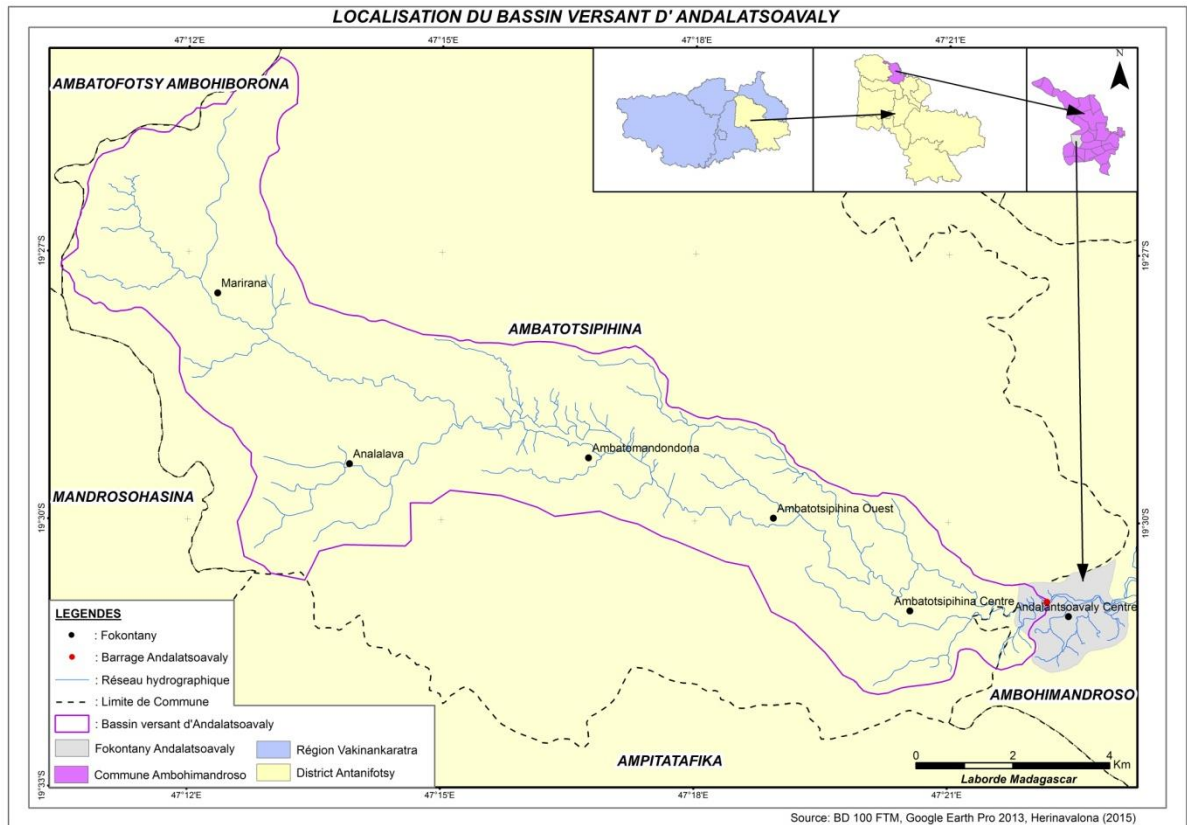 LOCALISATION DU BASSIN VERSANT D' ANDALATSOAVALY
47°12'E
47°15'E
47°18'E
47°21'E
AMBATOFOTSY AMBOHIBORONA
N
19°27'S
19°27'S
Marirana
AMBATOTSIPIHINA
Analalava
Ambatomandondona
MANDROSOHASINA
Ambatotsipihina Ouest
19°30'S
19°30'S
Ambatotsipihina Centre
Andalantsoavaly Centre
LEGENDES
: Fokontany
: Barrage Andalatsoavaly
: Réseau hydrographique
: Limite de Commune
: Bassin versant d'Andalatsoavaly
Fokontany Andalatsoavaly
Région Vakinankaratra
Commune Ambohimandroso
District Antanifotsy
AMBOHIMANDROSO
AMPITATAFIKA
0 2 4
Km
Laborde Madagascar
19°33'S
47°12'E
47°15'E
47°18'E
47°21'E
Source: BD 100 FTM, Google Earth Pro 2013, Herinavalona (2015)